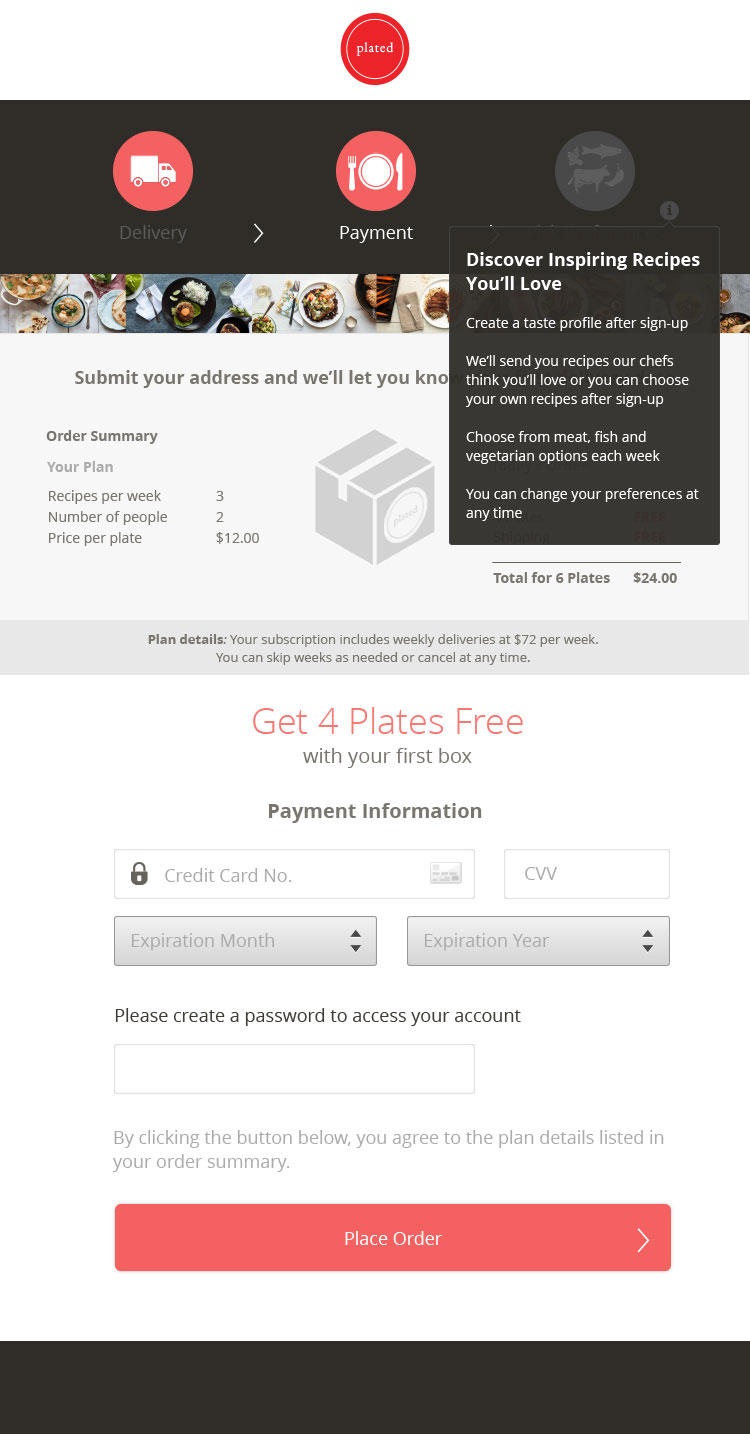 plated
Delivery
Payment
Discover Inspiring Recipes
You'll Love
Create a taste profile after sign-up
We'll send you recipes our chefs
think you'll love or you can choose
your own recipes after sign-up
Choose from meat, fish and
vegetarian options each week
You can change your preferences at
any time
Submit your address and we'll let you know
Order Summary
Your Plan
Recipes per week 3
Number of people 2
Price per plate $12.00
plated
FREE
Shipping FREE
Total for 6 Plates $24.00
Plan details: Your subscription includes weekly deliveries at $72 per week.
You can skip weeks as needed or cancel at any time.
Get 4 Plates Free
with your first box
Payment Information
Credit Card No.
CVV
Expiration Month
Expiration Year
Please create a password to access your account
By clicking the button below, you agree to the plan details listed in
your order summary.
Place Order